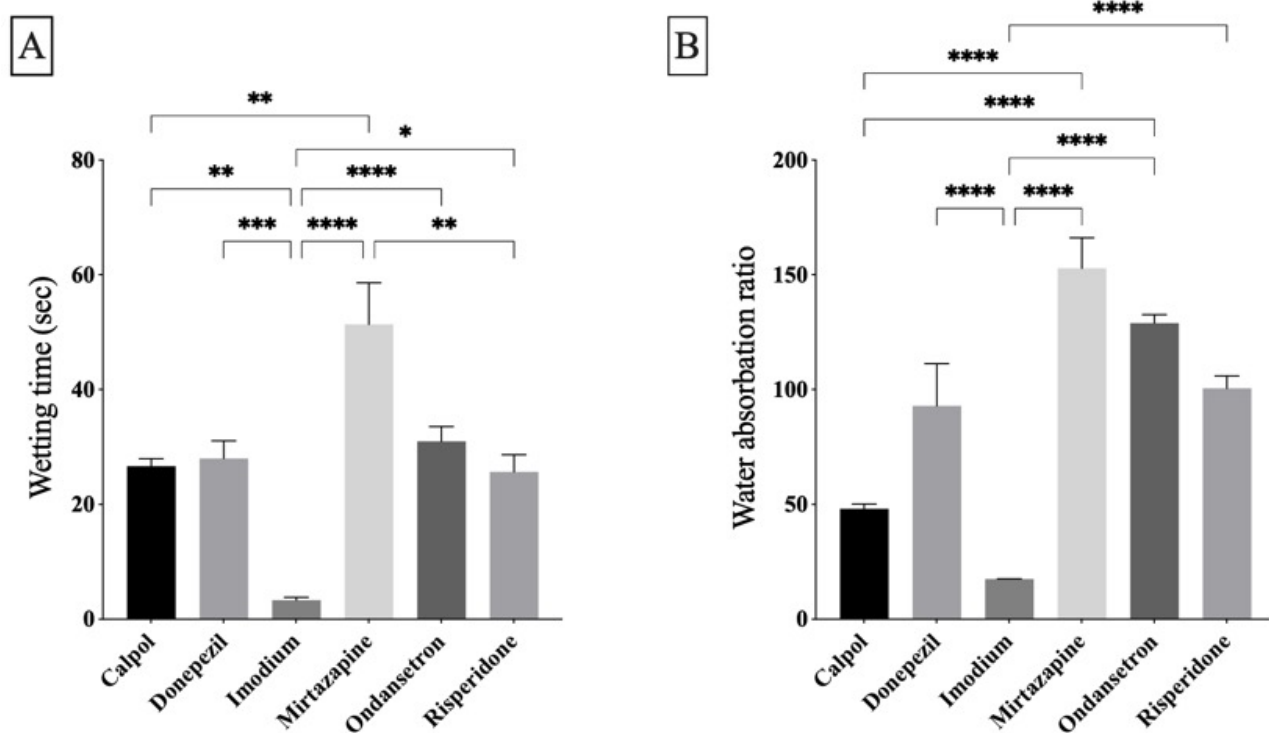 A
**
*
**
****
***
****
**
80
60
40
20
0
Wetting time (sec)
Calpol
Donepezil
Imodium
Mirtazapine
Ondansetron
Risperidone
B
****
****
****
****
****
****
200
150
100
50
0
Water absorbation ratio
Calpol
Donepezil
Imodium
Mirtazapine
Ondansetron
Risperidone